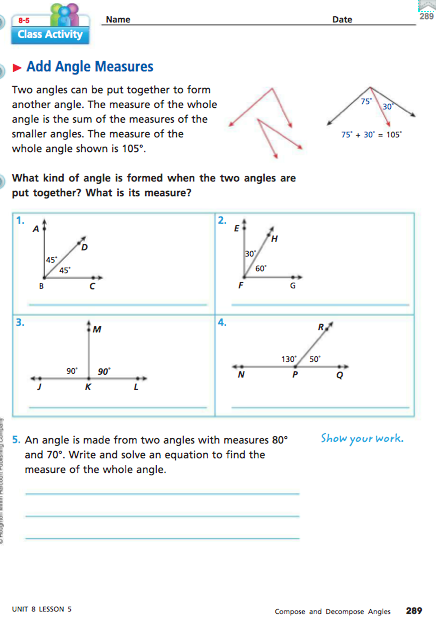 8-5
Name
Date
289
Class Activity
► Add Angle Measures
Two angles can be put together to form
another angle. The measure of the whole
angle is the sum of the measures of the
smaller angles. The measure of the
whole angle shown is 105°.
75°
30°
75° + 30° = 105°
What kind of angle is formed when the two angles are
put together? What is its measure?
1.
A
D
45°
45°
B
C
2.
E
H
30°
60°
F
G
3.
M
90°
90°
J
K
L
4.
R
130°
50°
N
P
Q
5. An angle is made from two angles with measures 80°
and 70°. Write and solve an equation to find the
measure of the whole angle.
Show your work.
© Houghton Mifflin Harcourt Publishing Company
UNIT 8 LESSON 5
Compose and Decompose Angles
289